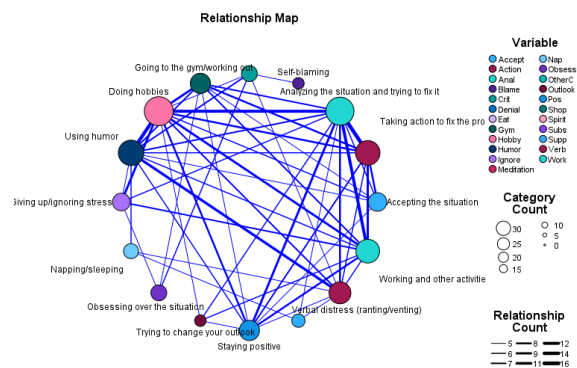 Relationship Map
Going to the gym/working out
Self-blaming
Doing hobbies
Analyzing the situation and trying to fix it
Using humor
Taking action to fix the pro
Giving up/ignoring stress
Accepting the situation
Napping/sleeping
Working and other activitie
Obsessing over the situation
Verbal distress (ranting/venting)
Trying to change your outlook
Staying positive
Variable
Accept Nap
Action Obsess
Anal OtherC
Blame Outlook
Crit Pos
Denial Shop
Eat Spirit
Gym Subs
Hobby Supp
Humor Verb
Ignore Work
Meditation
Category
Count
30 10
25 5
20 0
15
Relationship
Count
5 8 12
6 9 14
7 11 16